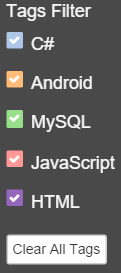 Tags Filter
C#
Android
MySQL
JavaScript
HTML
Clear All Tags